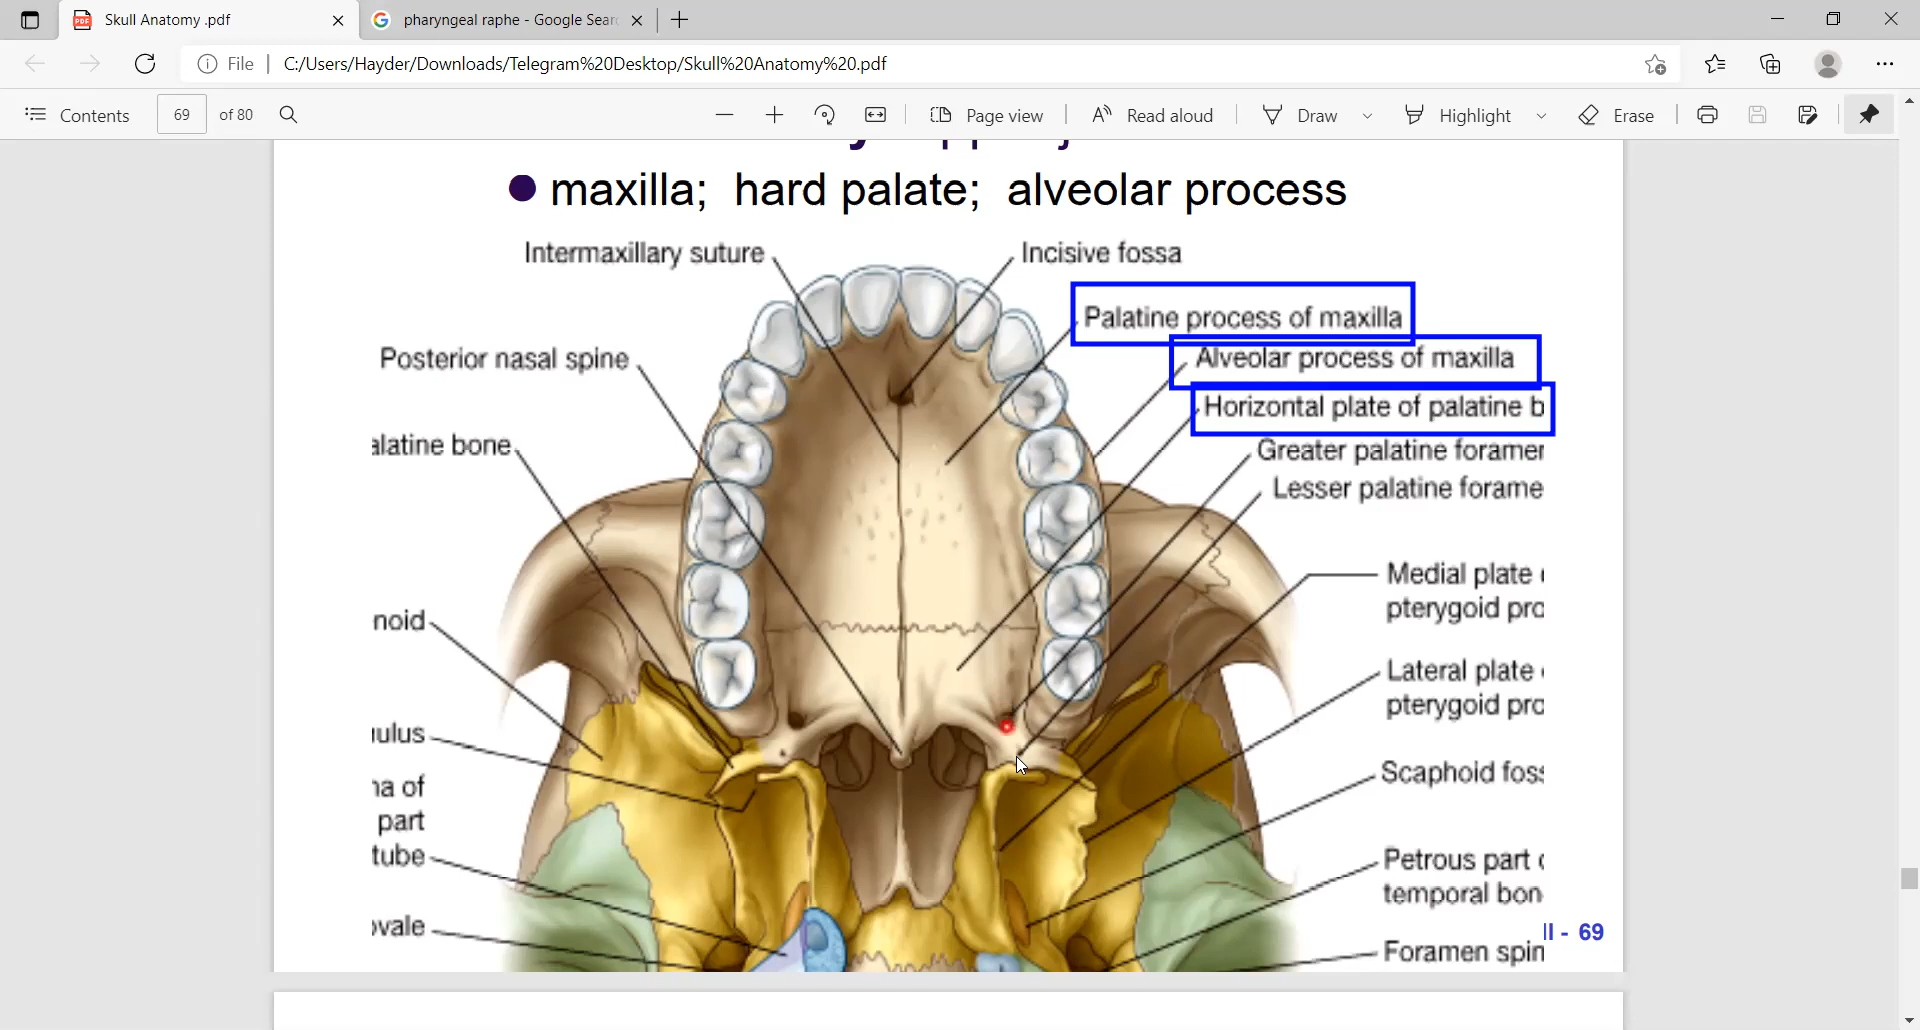 Skull Anatomy .pdf
pharyngeal raphe - Google Sear
File
C:/Users/Hayder/Downloads/Telegram%20Desktop/Skull%20Anatomy%20.pdf
Contents
69
of 80
Page view
Read aloud
Draw
Highlight
Erase
maxilla; hard palate; alveolar process
Intermaxillary suture
Incisive fossa
Palatine process of maxilla
Posterior nasal spine
Alveolar process of maxilla
Horizontal plate of palatine b
alatine bone
Greater palatine foramen
Lesser palatine forame
Medial plate
pterygoid pro
noid
Lateral plate
pterygoid pro
ulus
Scaphoid foss
na of
part
tube
Petrous part
temporal bon
ovale
II - 69
Foramen spin